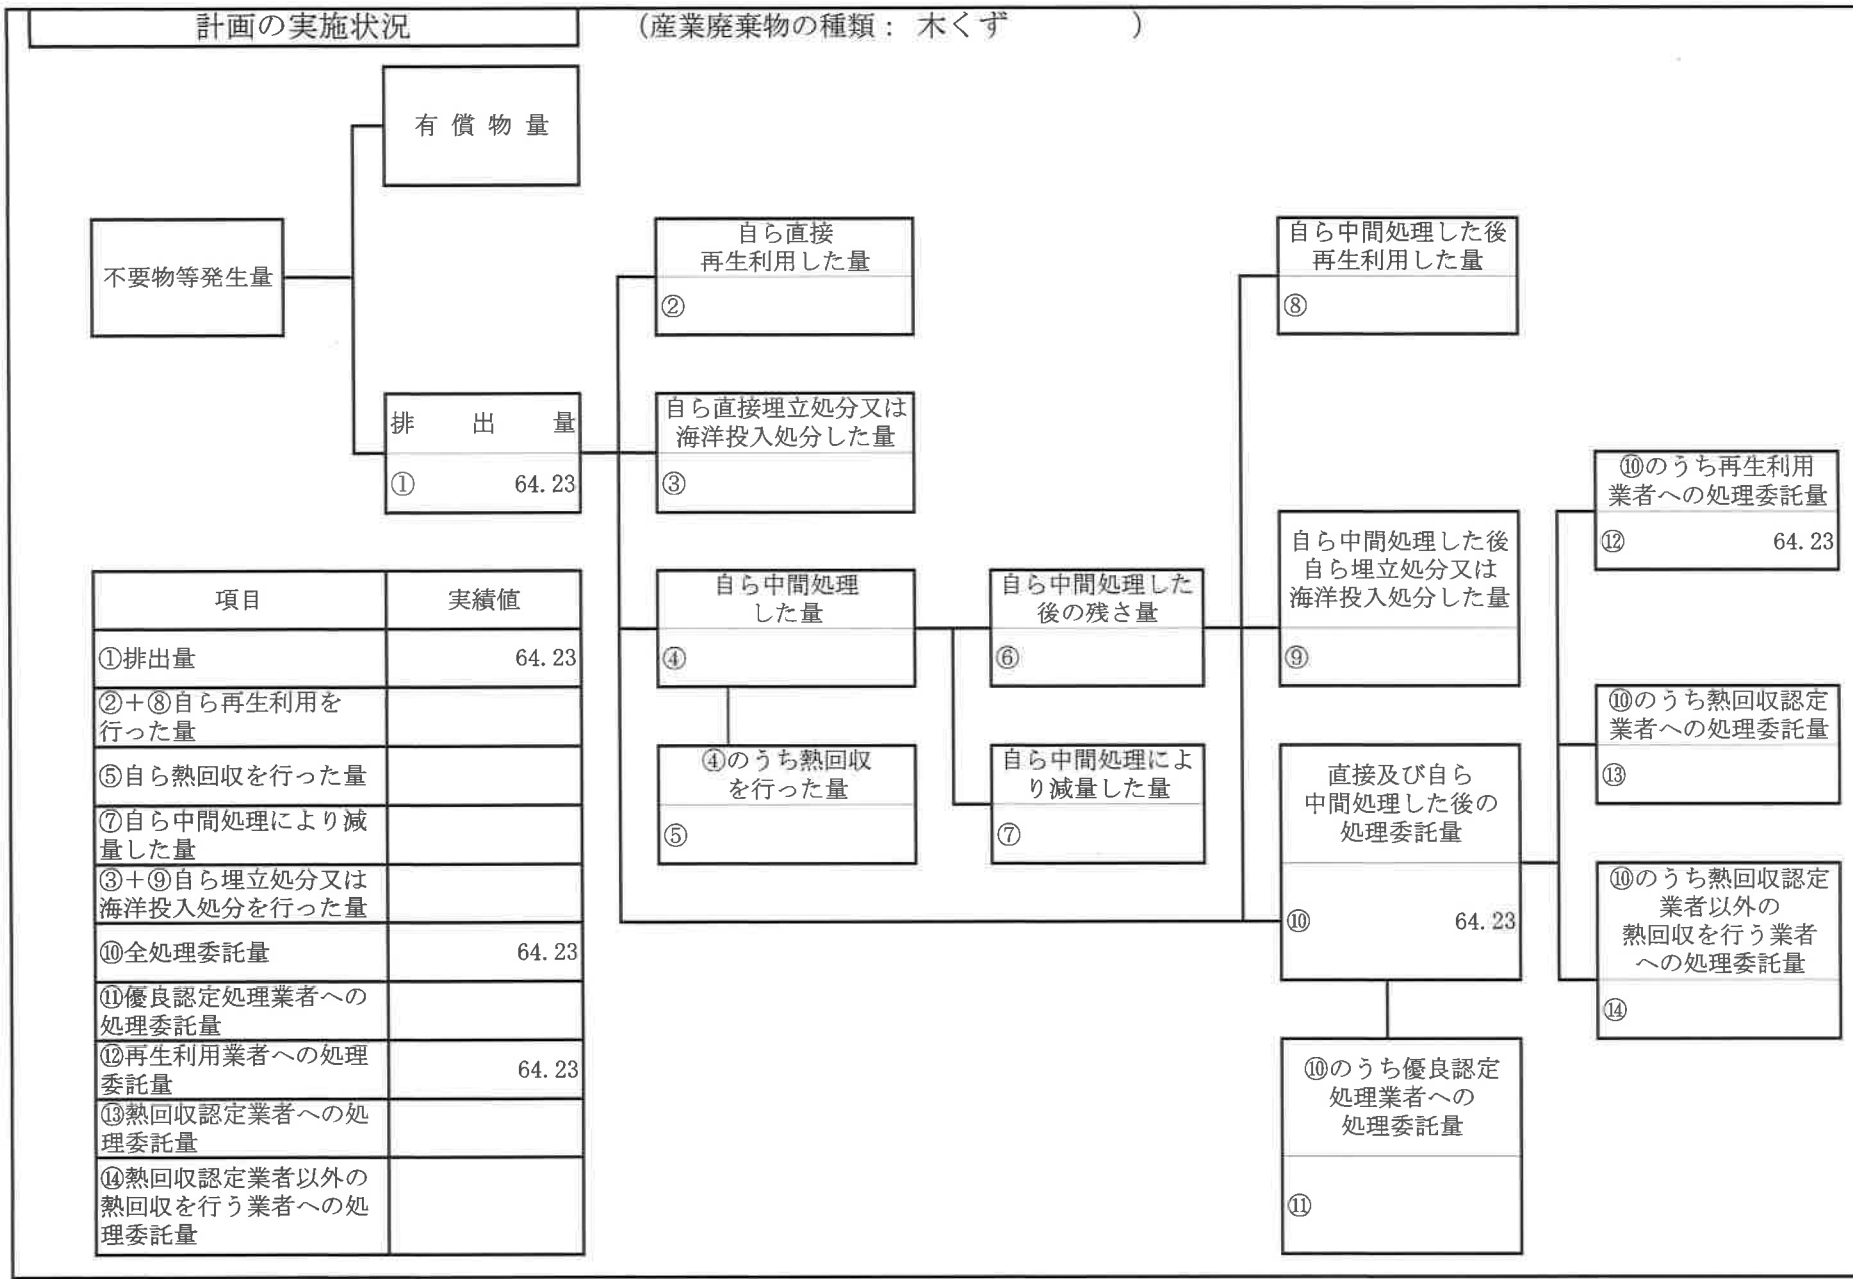 計画の実施状況
(産業廃棄物の種類： 木くず )
有償物量
不要物等発生量
排出量
① 64.23
自ら直接
再生利用した量
②
自ら直接埋立処分又は
海洋投入処分した量
③
自ら中間処理
した量
④
④のうち熱回収
を行った量
⑤
自ら中間処理した
後の残さ量
⑥
自ら中間処理によ
り減量した量
⑦
自ら中間処理した後
再生利用した量
⑧
自ら中間処理した後
自ら埋立処分又は
海洋投入処分した量
⑨
直接及び自ら
中間処理した後の
処理委託量
⑩ 64.23
⑩のうち優良認定
処理業者への
処理委託量
⑪
⑩のうち再生利用
業者への処理委託量
⑫ 64.23
⑩のうち熱回収認定
業者への処理委託量
⑬
⑩のうち熱回収認定
業者以外の
熱回収を行う業者
への処理委託量
⑭
項目 実績値
①排出量 64.23
②＋⑧自ら再生利用を
行った量
⑤自ら熱回収を行った量
⑦自ら中間処理により減
量した量
③＋⑨自ら埋立処分又は
海洋投入処分を行った量
⑩全処理委託量 64.23
⑪優良認定処理業者への
処理委託量
⑫再生利用業者への処理
委託量 64.23
⑬熱回収認定業者への処
理委託量
⑭熱回収認定業者以外の
熱回収を行う業者への処
理委託量